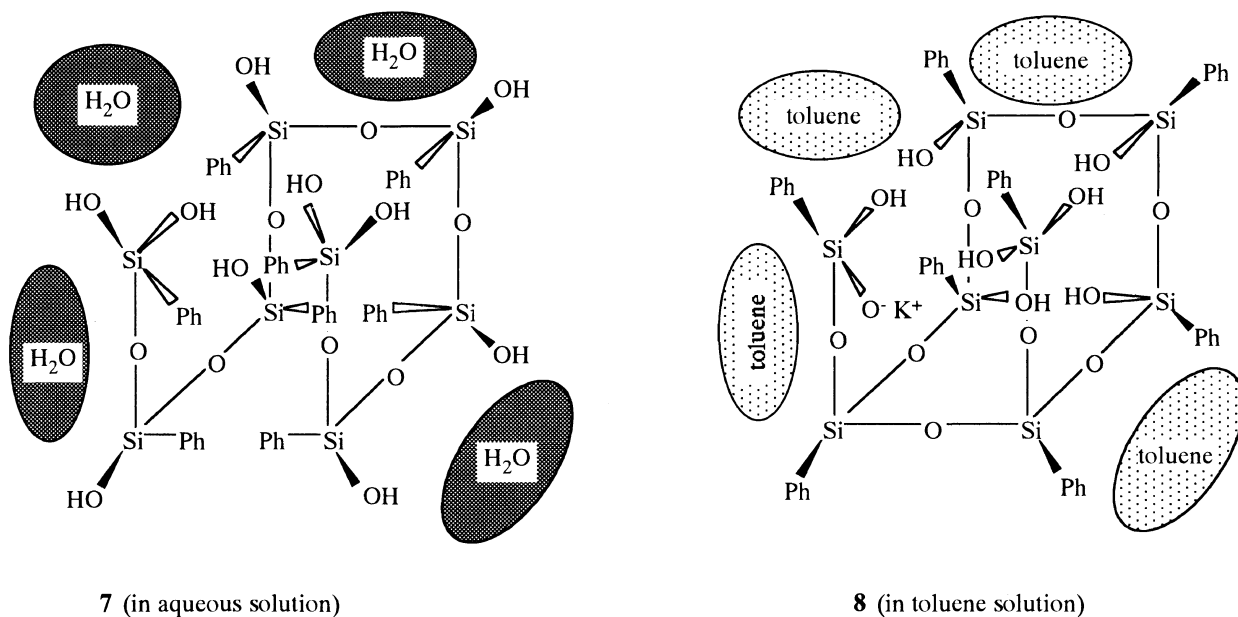 H₂O
OH
H₂O
OH
Si
O
Si
Ph
Ph
HO
HO
OH
OH
O
O
Si
Si
HO
Ph
Ph
Si
Ph
Ph
Si
H₂O
O
O
O
O
OH
Si
Ph
Ph
Si
HO
OH
H₂O
7 (in aqueous solution)
Ph
toluene
Ph
toluene
Si
O
Si
HO
HO
Ph
OH
Ph
OH
O
O
Si
HO
Si
Ph
O⁻ K⁺
Si
OH
HO
Si
Ph
toluene
O
O
O
O
Si
O
Si
toluene
Ph
Ph
8 (in toluene solution)